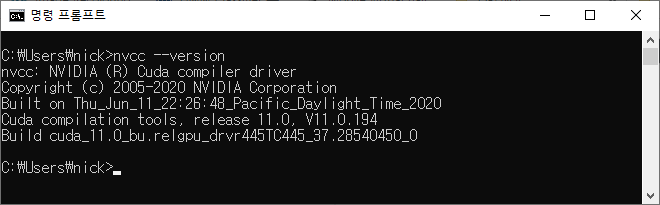 명령 프롬프트
C:₩Users₩nick>nvcc --version
nvcc: NVIDIA (R) Cuda compiler driver
Copyright (c) 2005-2020 NVIDIA Corporation
Built on Thu_Jun_11_22:26:48_Pacific_Daylight_Time_2020
Cuda compilation tools, release 11.0, V11.0.194
Build cuda_11.0_bu.relgpu_drvr445TC445_37.28540450_0
C:₩Users₩nick>